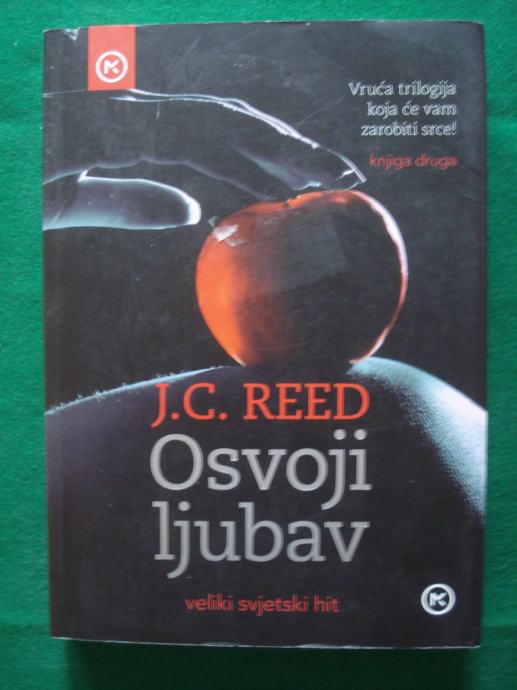 Vruća trilogija
koja će vam
zarobiti srce!
knjiga druga
J.C. REED
Osvoji
ljubav
veliki svjetski hit